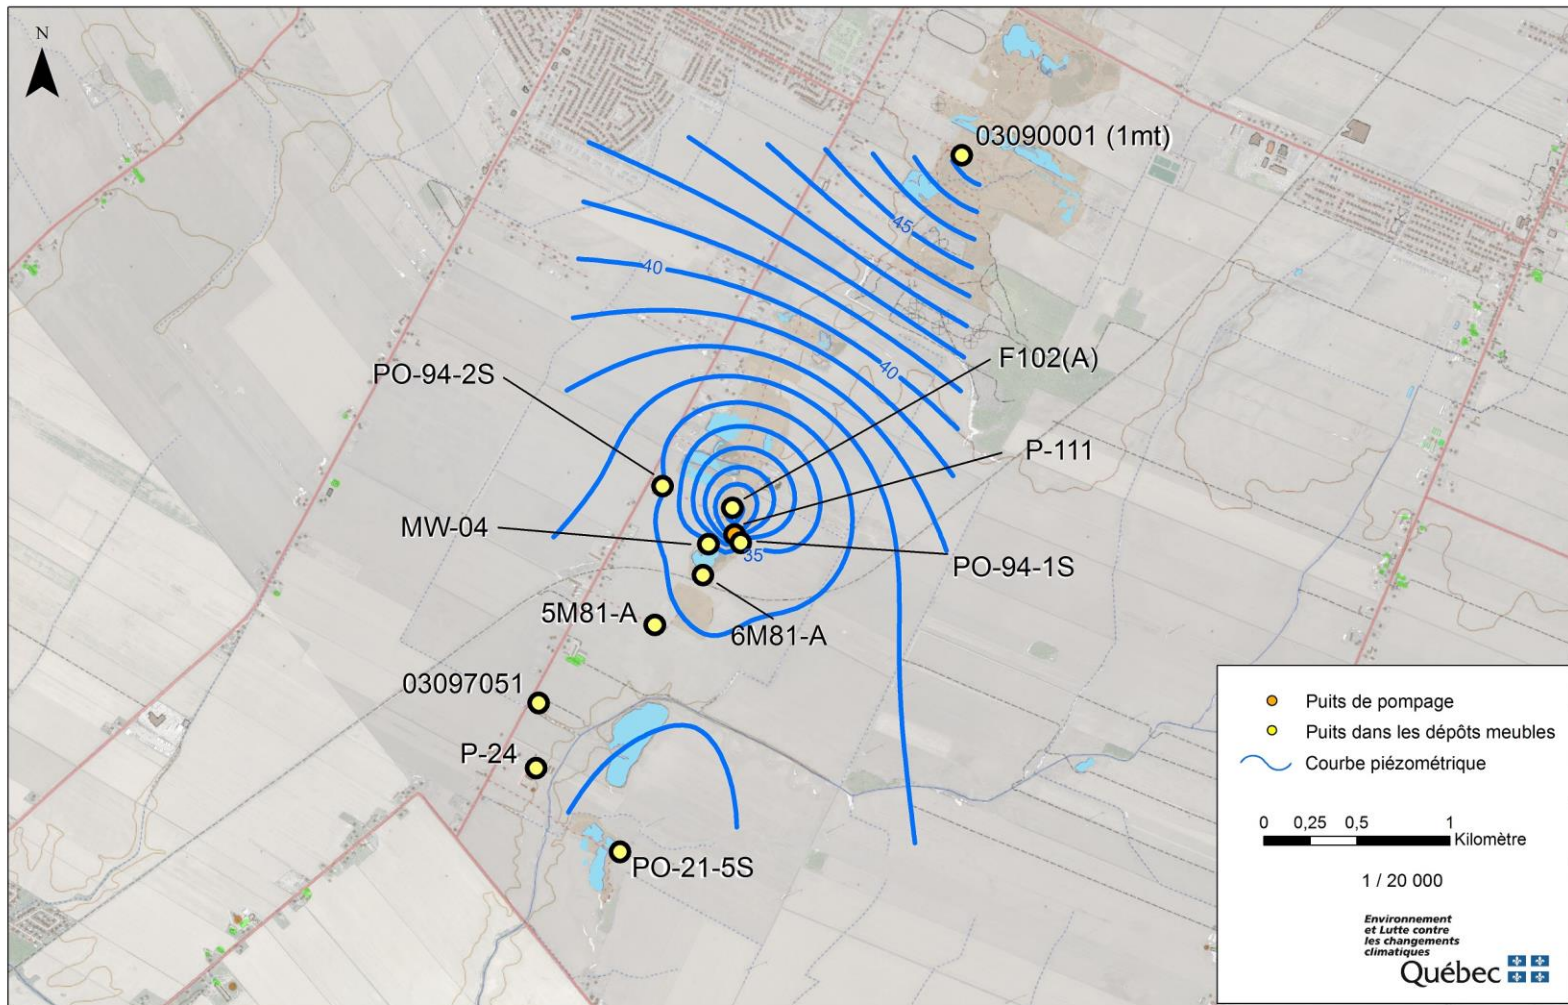 N
03090001 (1mt)
45
40
F102(A)
40
PO-94-2S
P-111
MW-04
35
PO-94-1S
5M81-A
6M81-A
03097051
P-24
PO-21-5S
Puits de pompage
Puits dans les dépôts meubles
Courbe piézométrique
0 0,25 0,5 1
Kilomètre
1 / 20 000
Environnement
et Lutte contre
les changements
climatiques
Québec